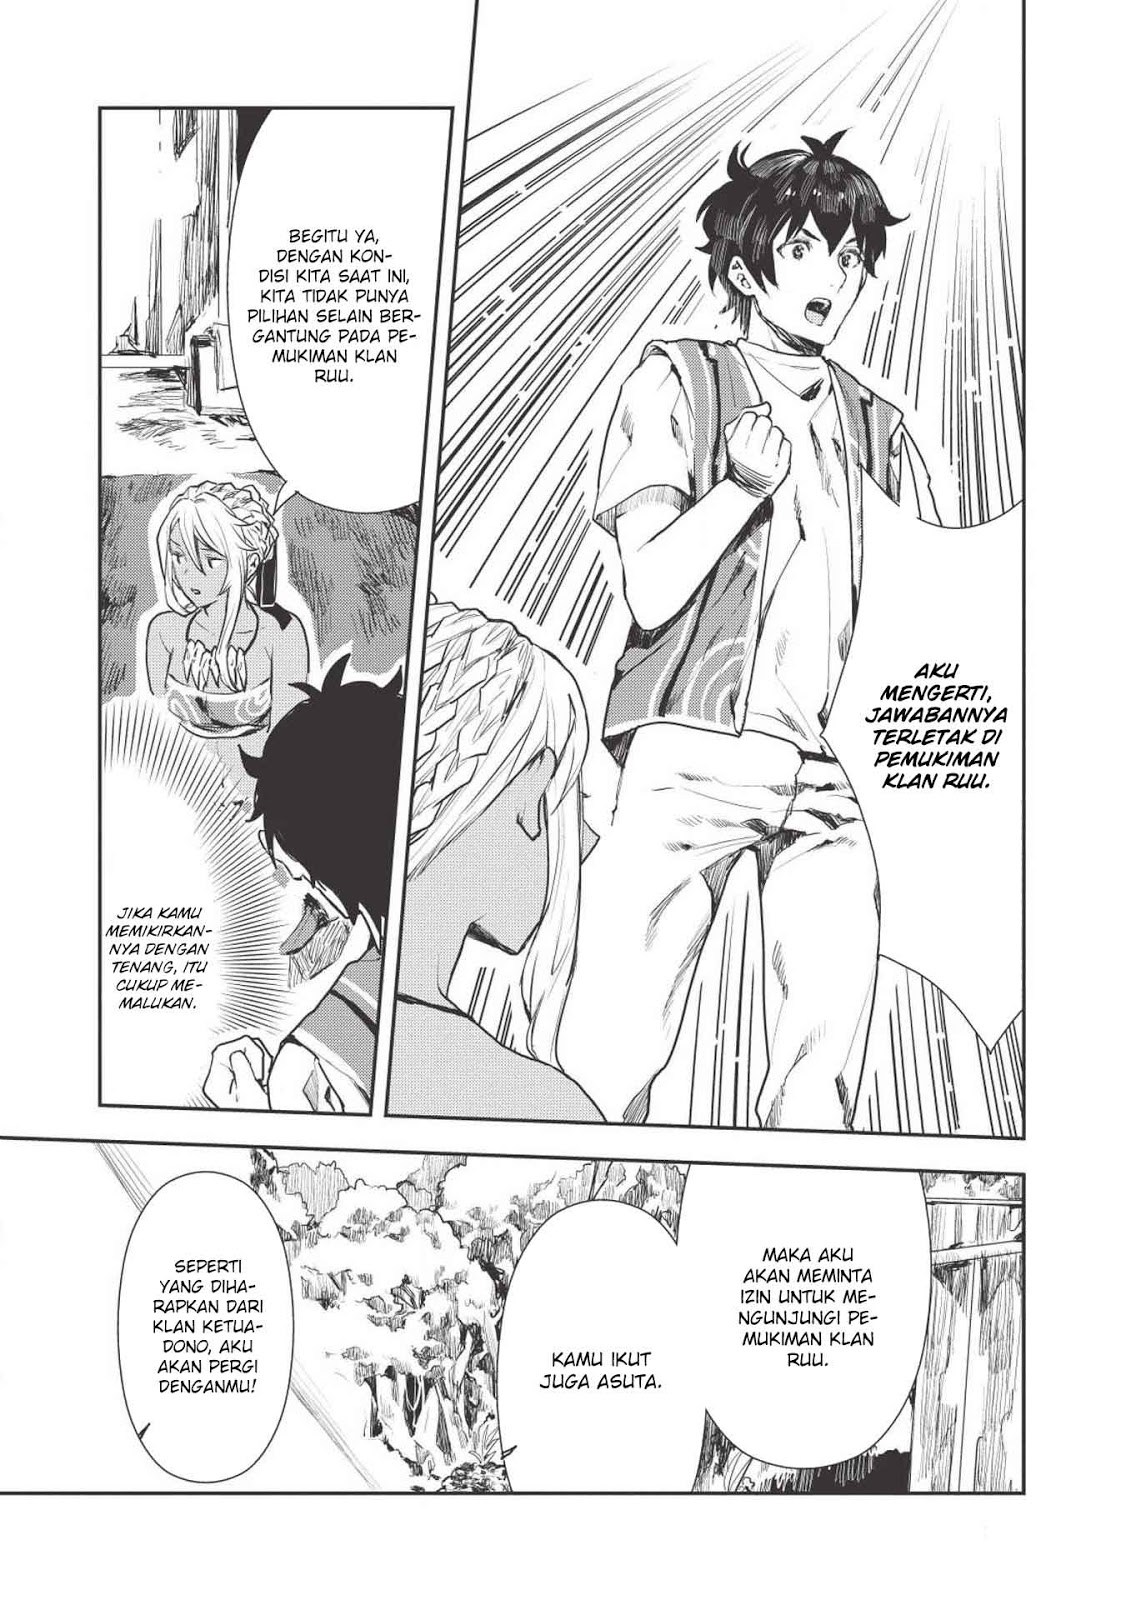 AKU
MENGERTI,
JAWABANNYA
TERLETAK DI
PEMUKIMAN
KLAN RUU.
BEGITU YA,
DENGAN KON-
DISI KITA SAAT INI,
KITA TIDAK PUNYA
PILIHAN SELAIN BER-
GANTUNG PADA PE-
MUKIMAN KLAN
RUU.
JIKA KAMU
MEMIKIRKAN-
NYA DENGAN
TENANG, ITU
CUKUP ME-
MALUKAN.
MAKA AKU
AKAN MEMINTA
IZIN UNTUK ME-
NGUNJUNGI PE-
MUKIMAN KLAN
RUU.
KAMU IKUT
JUGA ASUTA.
SEPERTI
YANG DIHA-
RAPKAN DARI
KLAN KETUA-
DONO, AKU
AKAN PERGI
DENGANMU!